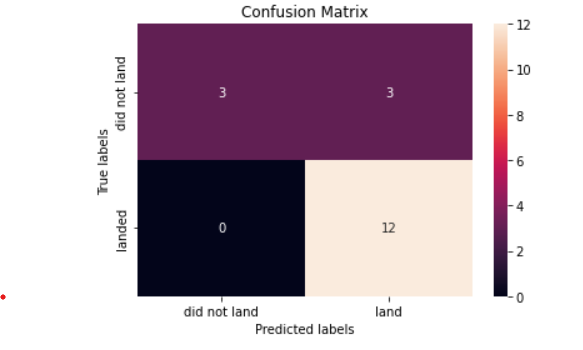 Confusion Matrix
True labels
did not land
landed
3 3
0 12
did not land land
Predicted labels
12
10
8
6
4
2
0